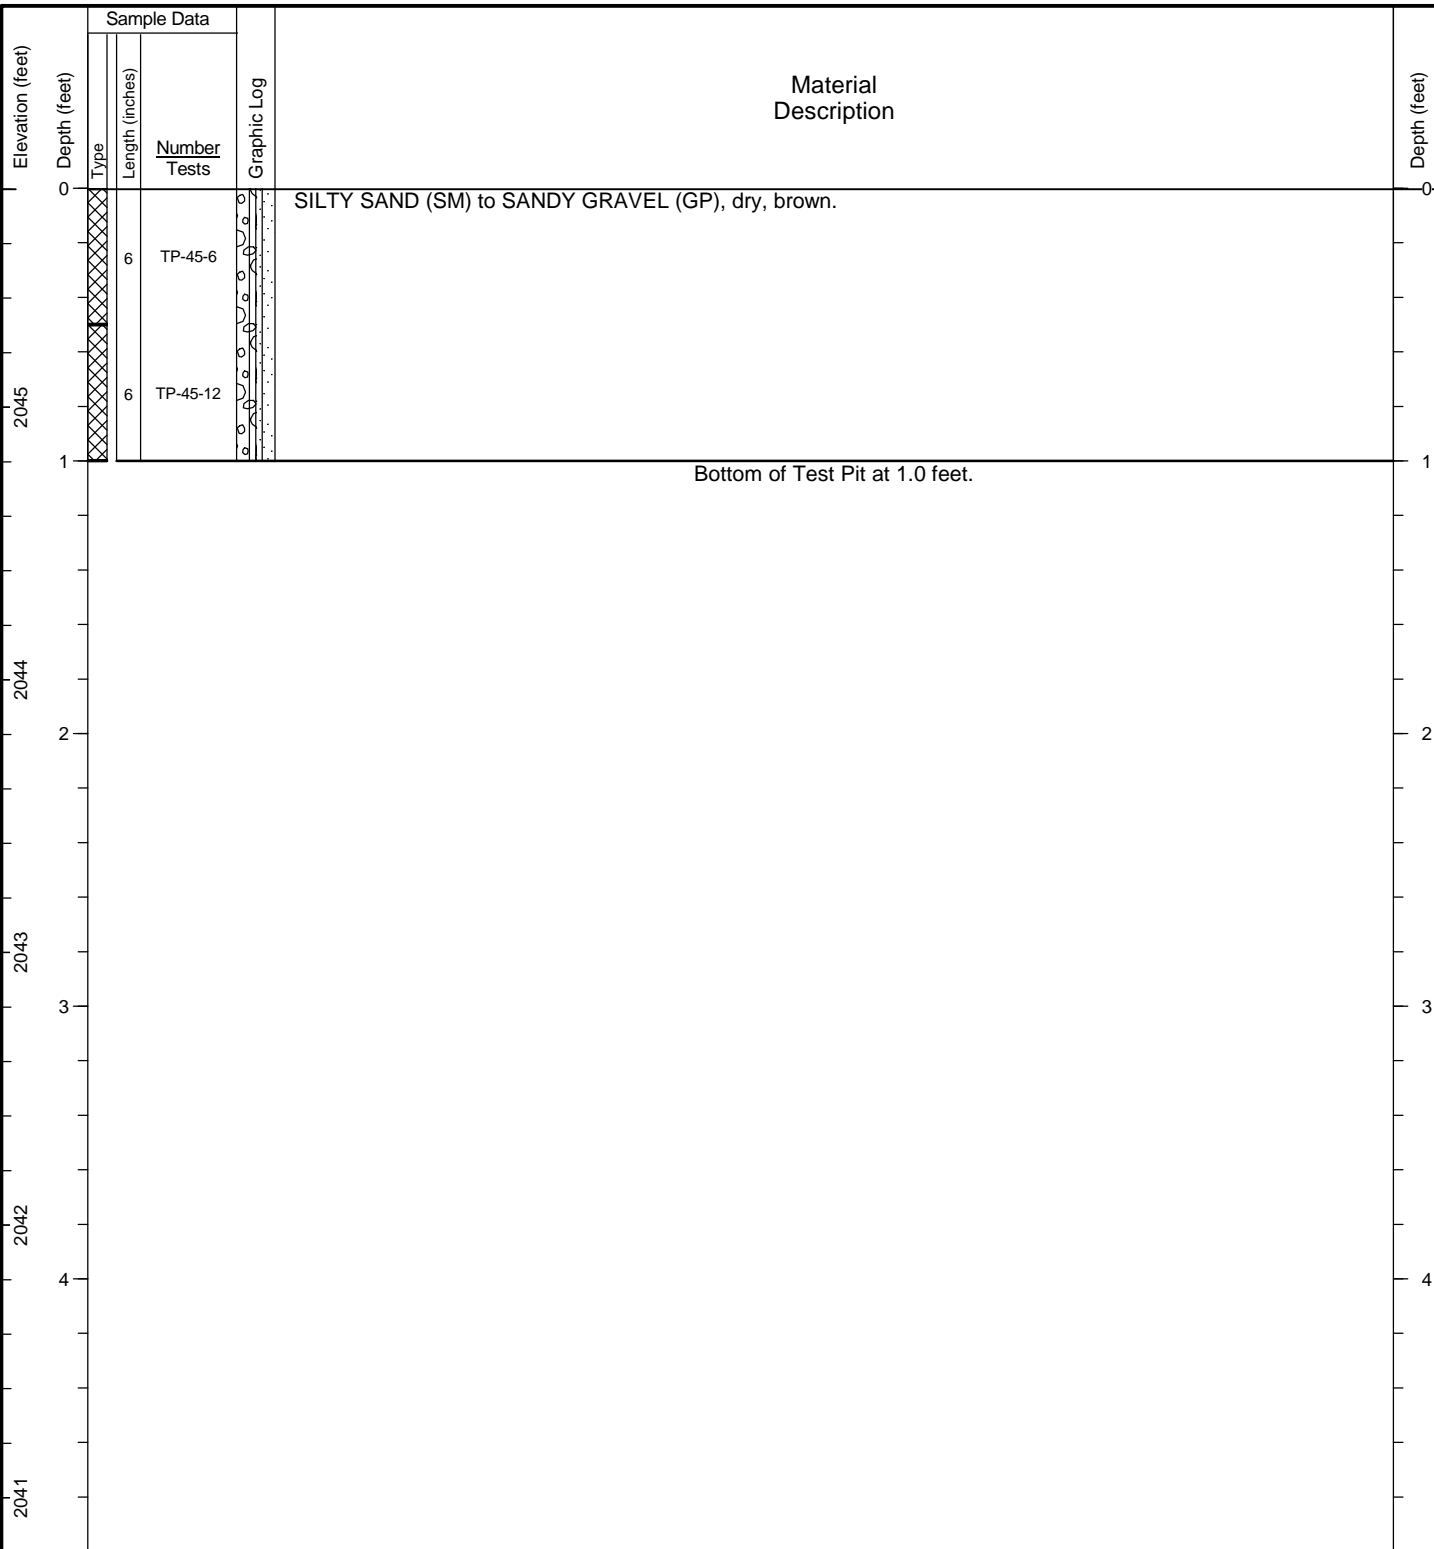 Sample Data
Elevation (feet)
Depth (feet)
Type
Length (inches)
Number
Tests
Graphic Log
Material
Description
Depth (feet)
0
SILTY SAND (SM) to SANDY GRAVEL (GP), dry, brown.
0
6
TP-45-6
6
TP-45-12
2045
1
1
Bottom of Test Pit at 1.0 feet.
2044
2
2
2043
3
3
2042
4
4
2041